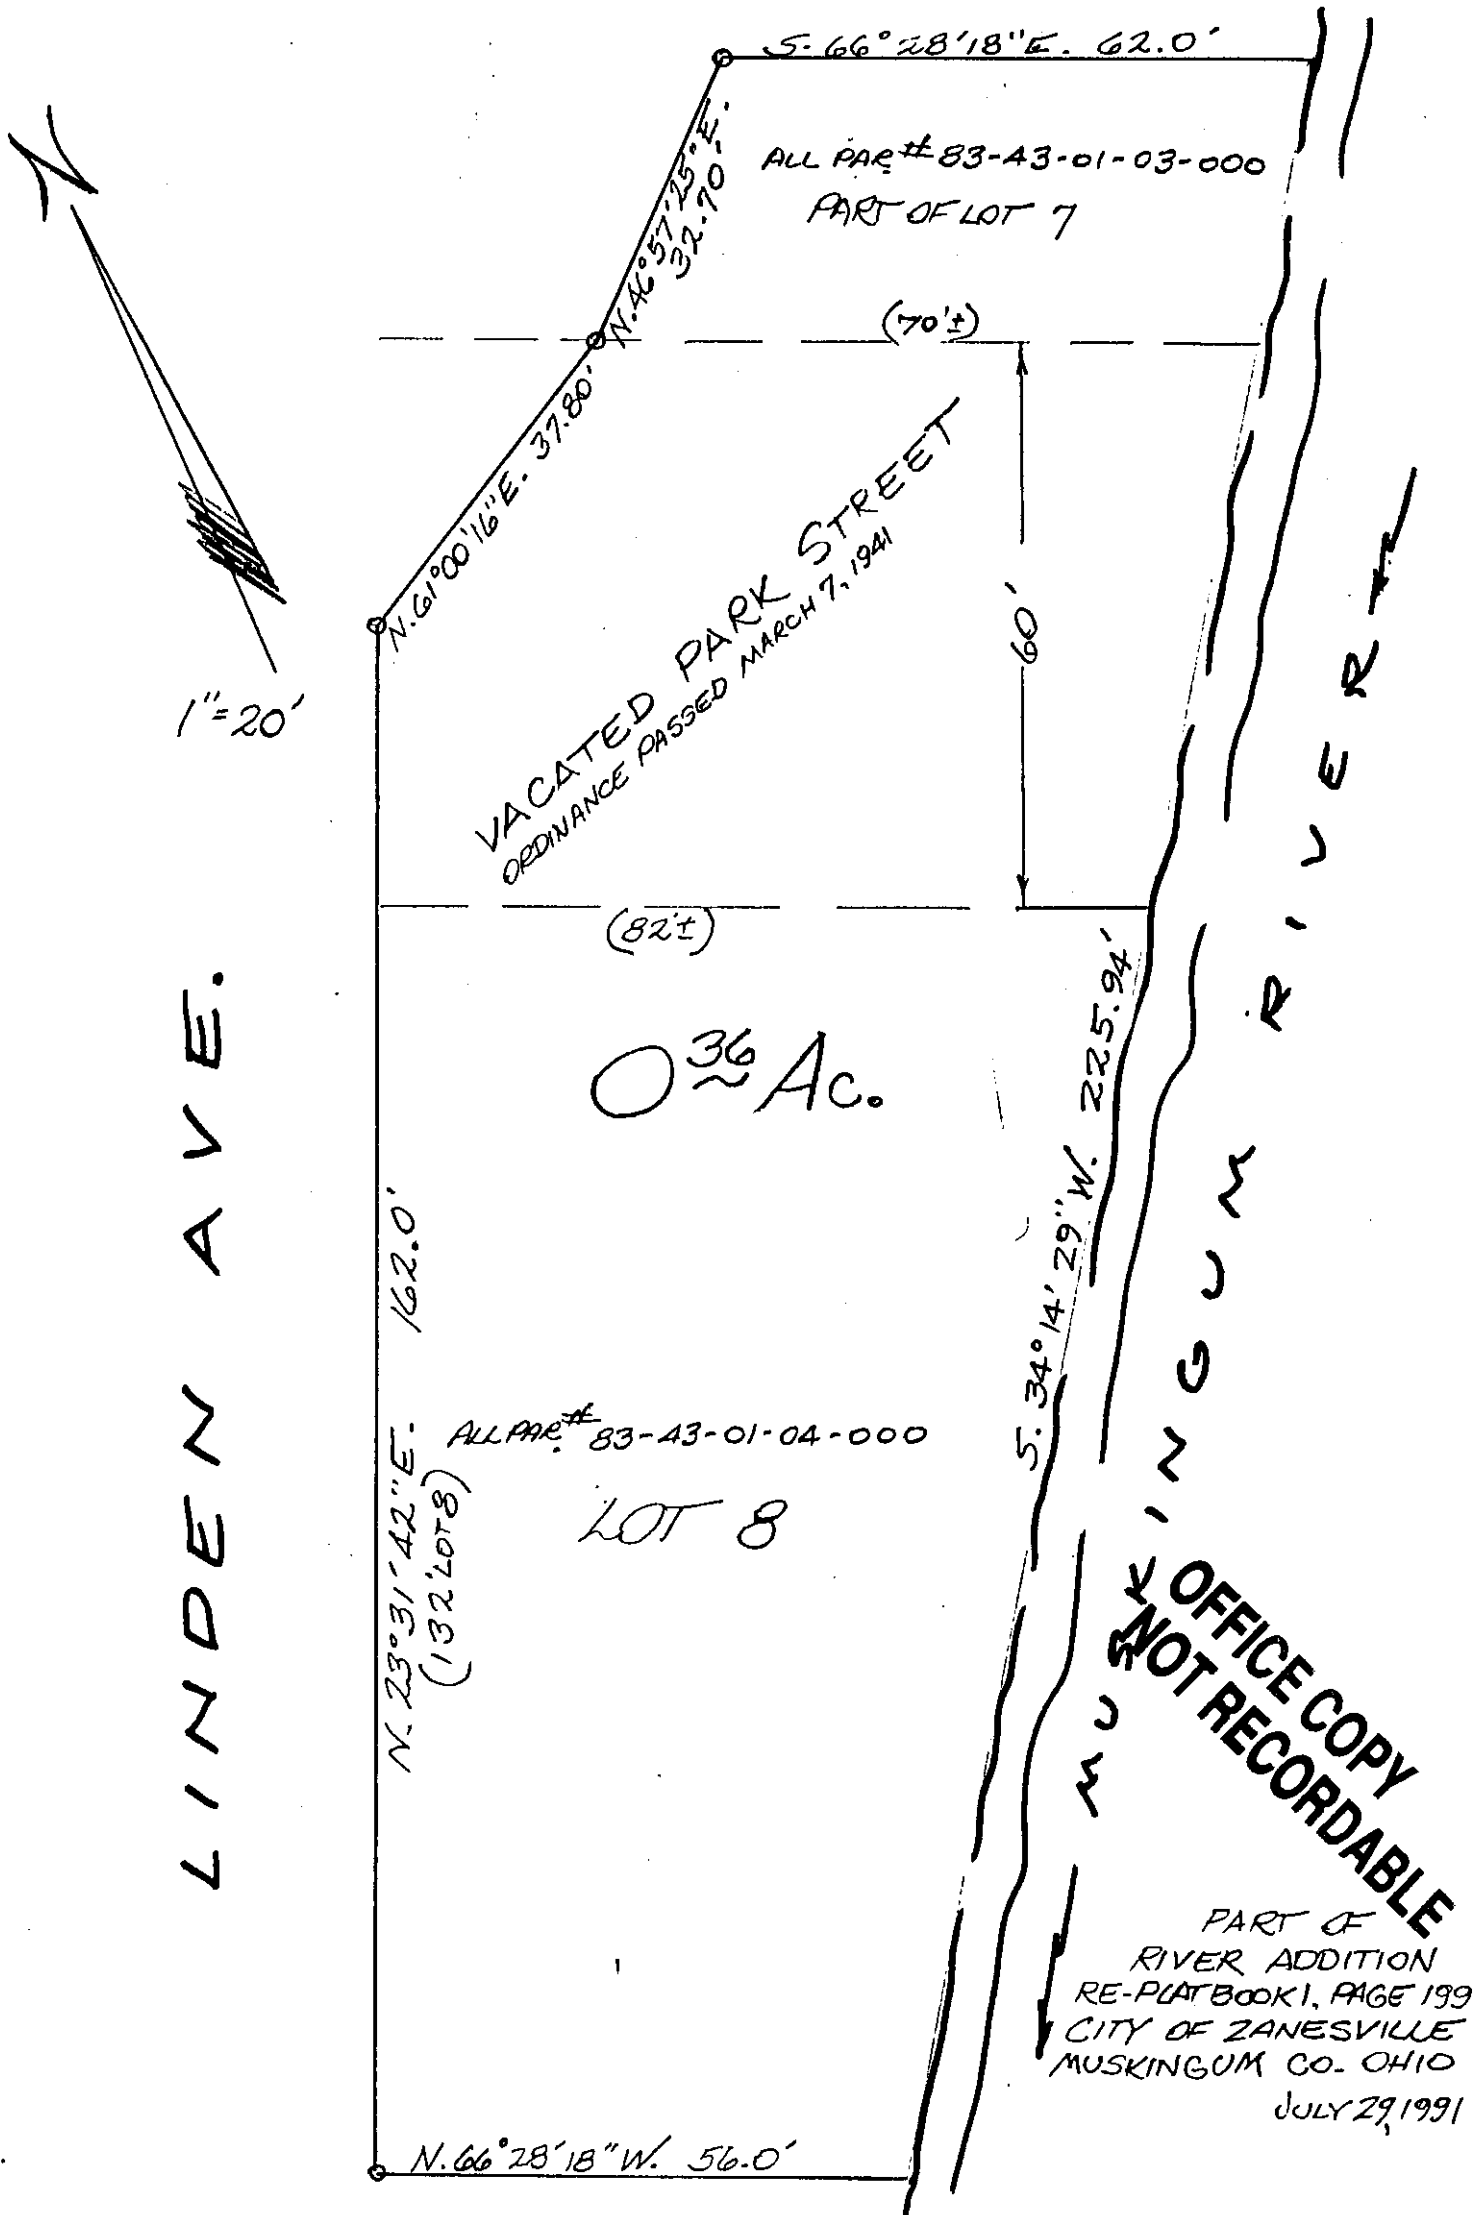 S. 66° 28' 18" E. 62.0'
N
ALL PAR.# 83-43-01-03-000
PART OF LOT 7
N. 46° 57' 25" E.
32.70'
(70'±)
N. 61° 00' 16" E. 37.80'
VACATED PARK STREET
ORDINANCE PASSED MARCH 7, 1941
60'
1"=20'
(82'±)
0 36 Ac.
LINDEN AVE.
N. 23° 31' 42" E. 162.0'
(132' LOT 8)
S. 34° 14' 29" W. 225.94'
MUSKINGUM RIVER
ALL PAR.# 83-43-01-04-000
LOT 8
OFFICE COPY
NOT RECORDABLE
PART OF
RIVER ADDITION
RE-PLAT BOOK 1, PAGE 199
CITY OF ZANESVILLE
MUSKINGUM CO. OHIO
JULY 29, 1991
N. 66° 28' 18" W. 56.0'